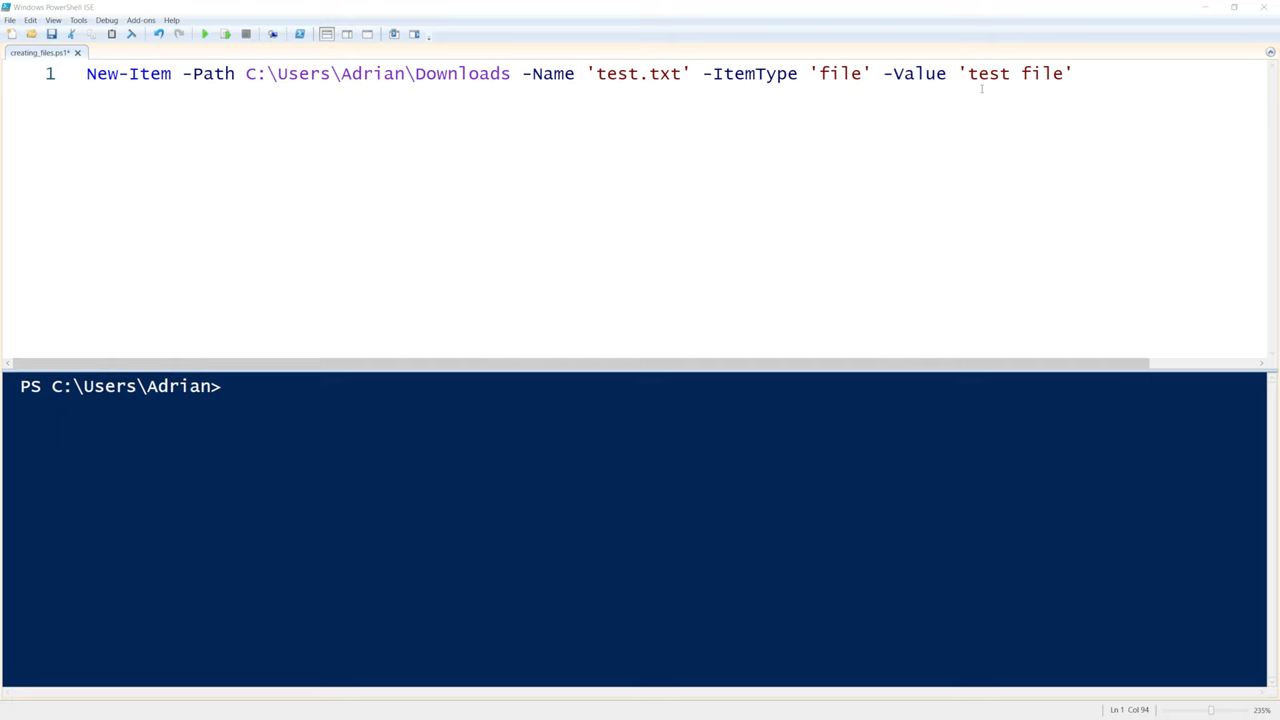 Windows PowerShell ISE
File Edit View Tools Debug Add-ons Help
creating_files.ps1*
1 New-Item -Path C:\Users\Adrian\Downloads -Name 'test.txt' -ItemType 'file' -Value 'test file'
PS C:\Users\Adrian>
Ln 1 Col 94 235%